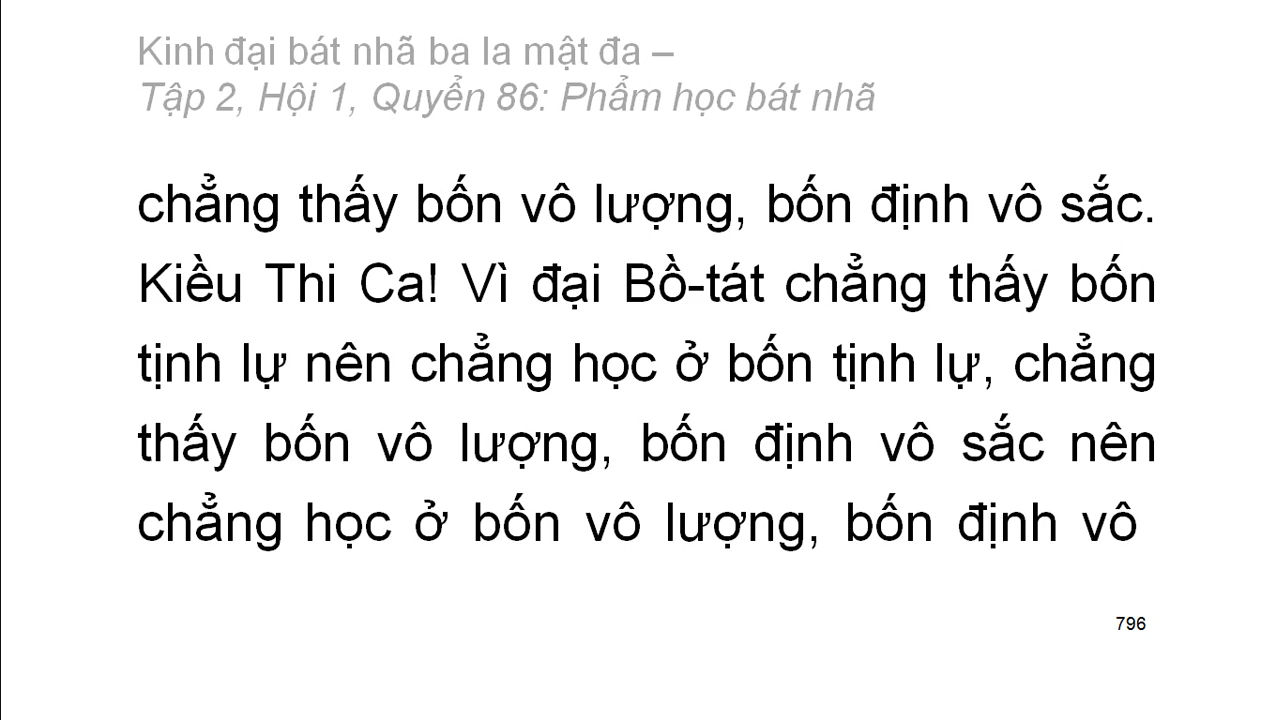 Kinh đại bát nhã ba la mật đa –
Tập 2, Hội 1, Quyển 86: Phẩm học bát nhã
chẳng thấy bốn vô lượng, bốn định vô sắc.
Kiều Thi Ca! Vì đại Bồ-tát chẳng thấy bốn
tịnh lự nên chẳng học ở bốn tịnh lự, chẳng
thấy bốn vô lượng, bốn định vô sắc nên
chẳng học ở bốn vô lượng, bốn định vô
796